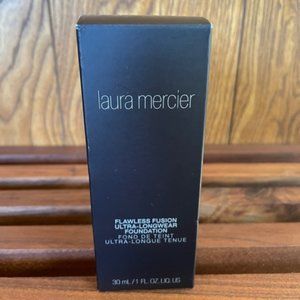 laura mercier
FLAWLESS FUSION
ULTRA-LONGWEAR
FOUNDATION
FOND DE TEINT
ULTRA-LONGUE TENUE
30 mL / 1 FL. OZ. LIQ. US